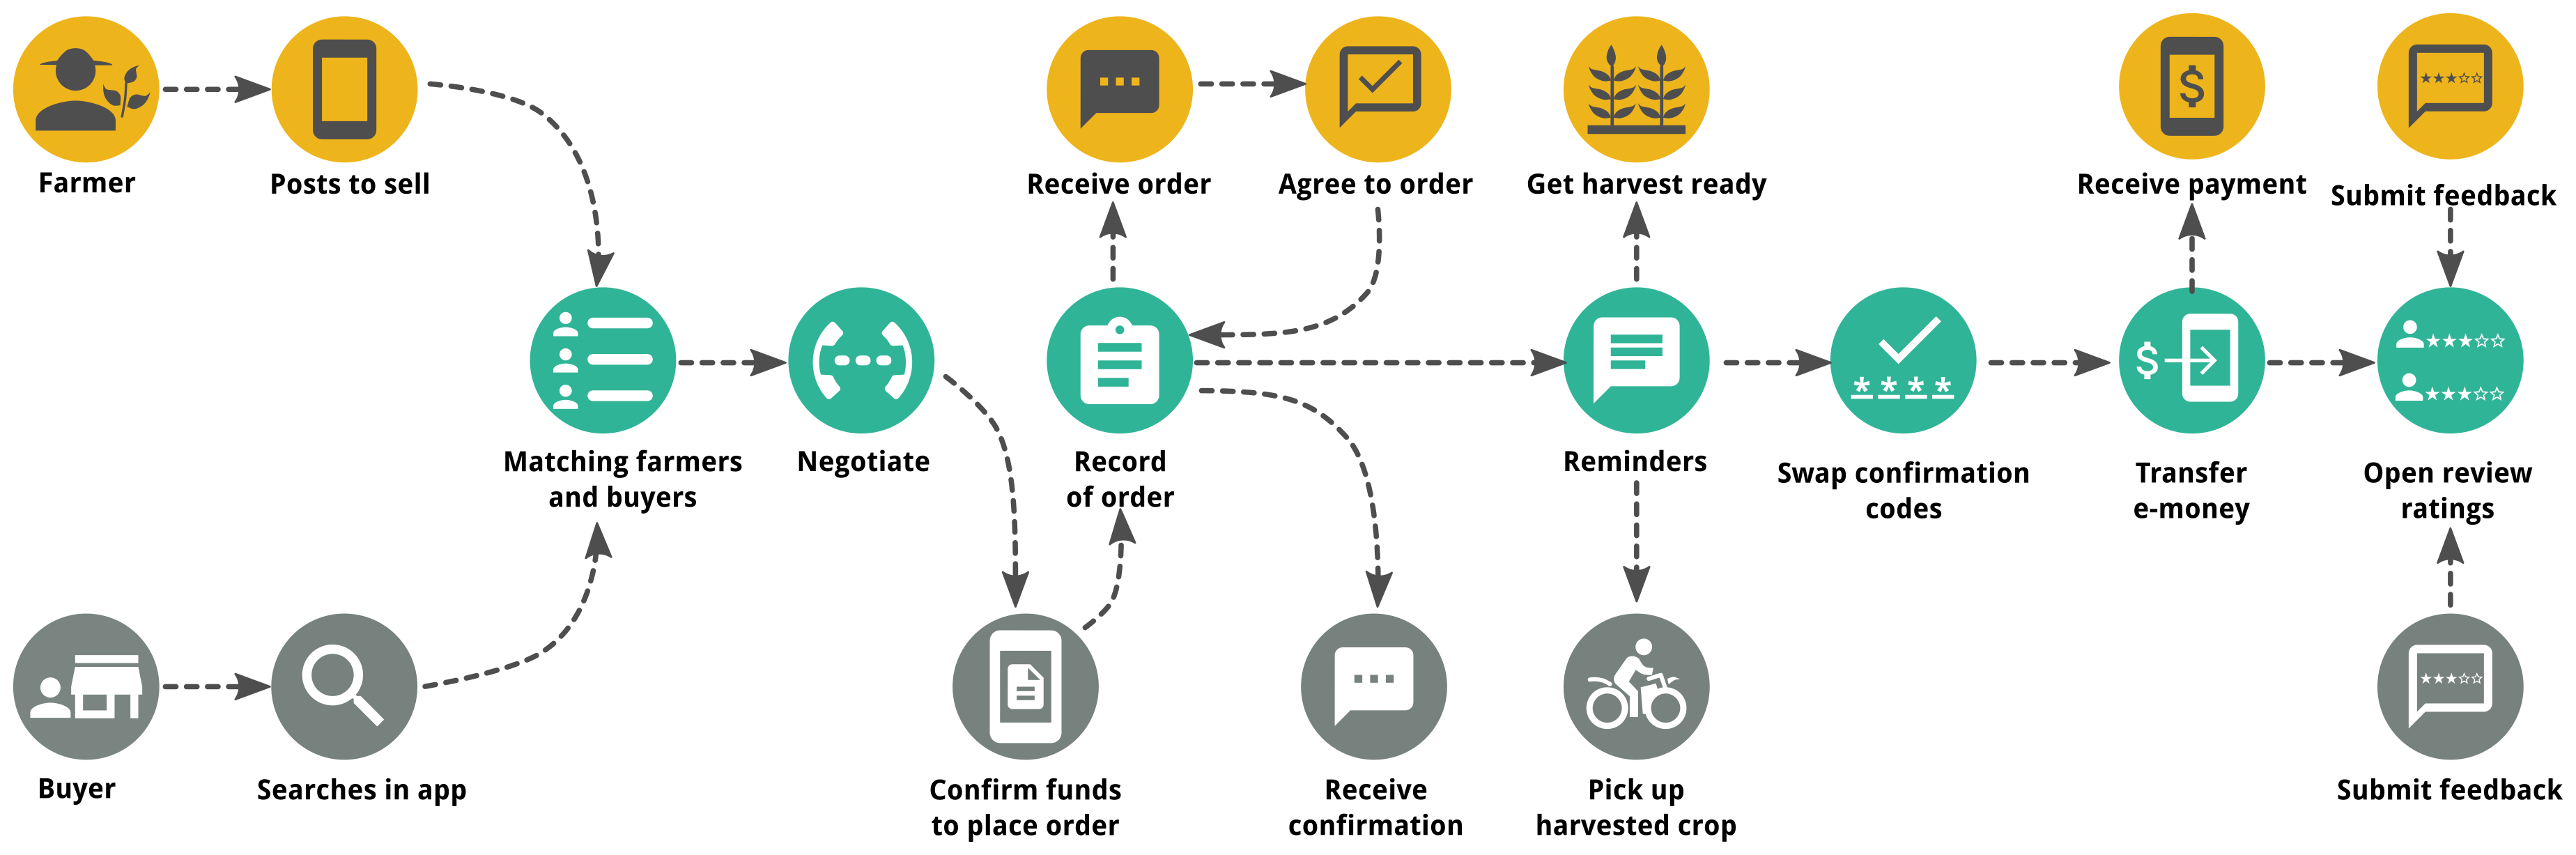 Farmer
Posts to sell
Receive order
Agree to order
Get harvest ready
Receive payment
Submit feedback
Matching farmers
and buyers
Negotiate
Record
of order
Reminders
Swap confirmation
codes
Transfer
e-money
Open review
ratings
Buyer
Searches in app
Confirm funds
to place order
Receive
confirmation
Pick up
harvested crop
Submit feedback